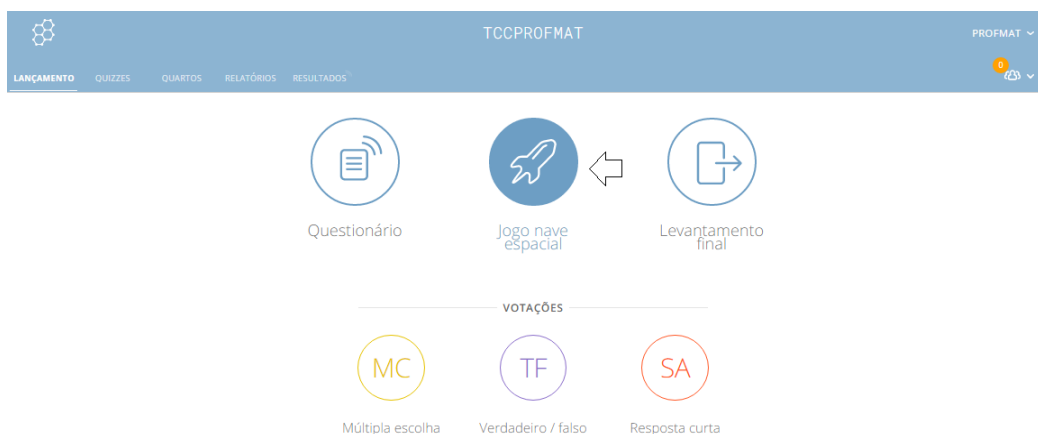 TCCPROFMAT
PROFMAT
LANÇAMENTO QUIZZES QUARTOS RELATÓRIOS RESULTADOS
0
Questionário
Jogo nave
espacial
Levantamento
final
VOTAÇÕES
MC TF SA
Múltipla escolha Verdadeiro / falso Resposta curta